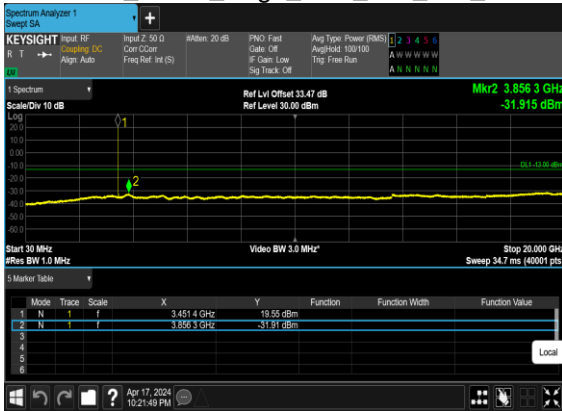 Spectrum Analyzer 1
Swept SA
+
KEYSIGHT Input: RF Input Z: 50 Ω #Atten: 20 dB PNO: Fast Avg Type: Power (RMS) 1 2 3 4 5 6
R T Coupling: DC Corr CCorr Gate: Off Avg|Hold: 100/100 A W W W W W
Align: Auto Freq Ref: Int (S) IF Gain: Low Trig: Free Run
LXI Sig Track: Off A N N N N N
1 Spectrum Ref Lvl Offset 33.47 dB Mkr2 3.856 3 GHz
Scale/Div 10 dB Ref Level 30.00 dBm -31.915 dBm
Log
20.0
10.0
0.00
-10.0
-20.0
-30.0
-40.0
-50.0
-60.0
1
2
DL1 -13.00 dBm
Start 30 MHz Video BW 3.0 MHz* Stop 20.000 GHz
#Res BW 1.0 MHz Sweep 34.7 ms (40001 pts)
5 Marker Table
Mode Trace Scale X Y Function Function Width Function Value
1 N 1 f 3.451 4 GHz 19.55 dBm
2 N 1 f 3.856 3 GHz -31.91 dBm
3
4
5
6
Local
? Apr 17, 2024
10:21:49 PM